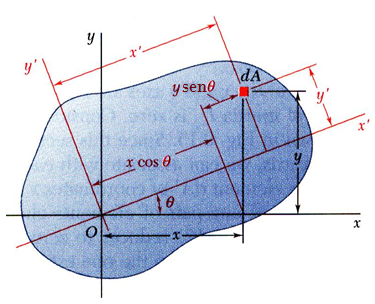 y
dA
x'
y'
y senθ
y'
x'
x cos θ
y
θ
x
O
x